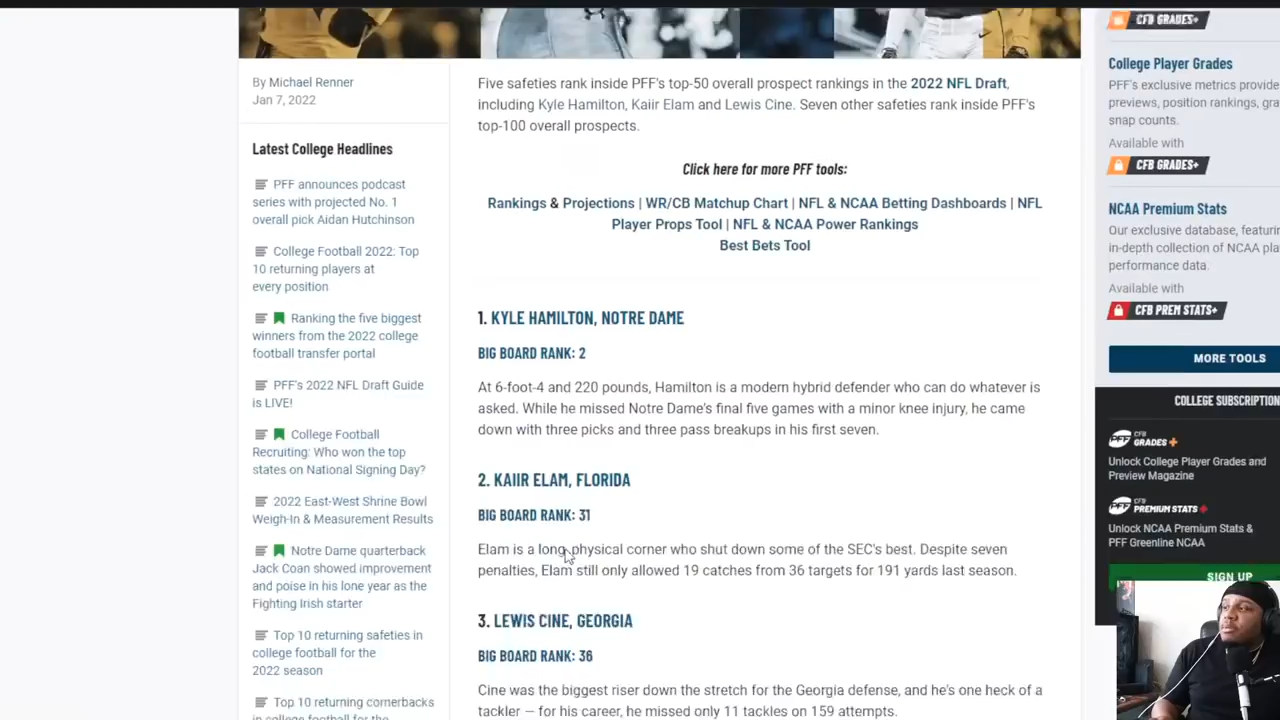 By Michael Renner
Jan 7, 2022
Latest College Headlines
PFF announces podcast
series with projected No. 1
overall pick Aidan Hutchinson
College Football 2022: Top
10 returning players at
every position
Ranking the five biggest
winners from the 2022 college
football transfer portal
PFF's 2022 NFL Draft Guide
is LIVE!
College Football
Recruiting: Who won the top
states on National Signing Day?
2022 East-West Shrine Bowl
Weigh-In & Measurement Results
Notre Dame quarterback
Jack Coan showed improvement
and poise in his lone year as the
Fighting Irish starter
Top 10 returning safeties in
college football for the
2022 season
Top 10 returning cornerbacks
in college football for the
Five safeties rank inside PFF's top-50 overall prospect rankings in the 2022 NFL Draft,
including Kyle Hamilton, Kaiir Elam and Lewis Cine. Seven other safeties rank inside PFF's
top-100 overall prospects.
Click here for more PFF tools:
Rankings & Projections | WR/CB Matchup Chart | NFL & NCAA Betting Dashboards | NFL
Player Props Tool | NFL & NCAA Power Rankings
Best Bets Tool
1. KYLE HAMILTON, NOTRE DAME
BIG BOARD RANK: 2
At 6-foot-4 and 220 pounds, Hamilton is a modern hybrid defender who can do whatever is
asked. While he missed Notre Dame's final five games with a minor knee injury, he came
down with three picks and three pass breakups in his first seven.
2. KAIIR ELAM, FLORIDA
BIG BOARD RANK: 31
Elam is a long, physical corner who shut down some of the SEC's best. Despite seven
penalties, Elam still only allowed 19 catches from 36 targets for 191 yards last season.
3. LEWIS CINE, GEORGIA
BIG BOARD RANK: 36
Cine was the biggest riser down the stretch for the Georgia defense, and he's one heck of a
tackler — for his career, he missed only 11 tackles on 159 attempts.
CFB GRADES+
College Player Grades
PFF's exclusive metrics provide
previews, position rankings,
snap counts.
Available with
CFB GRADES+
NCAA Premium Stats
Our exclusive database,
in-depth collection of NCAA
performance data.
Available with
CFB PREM STATS+
MORE TOOLS
COLLEGE SUBSCRIPTION
PFF CFB GRADES+
Unlock College Player Grades and
Preview Magazine
PFF CFB PREMIUM STATS+
Unlock NCAA Premium Stats &
PFF Greenline NCAA
SIGN UP